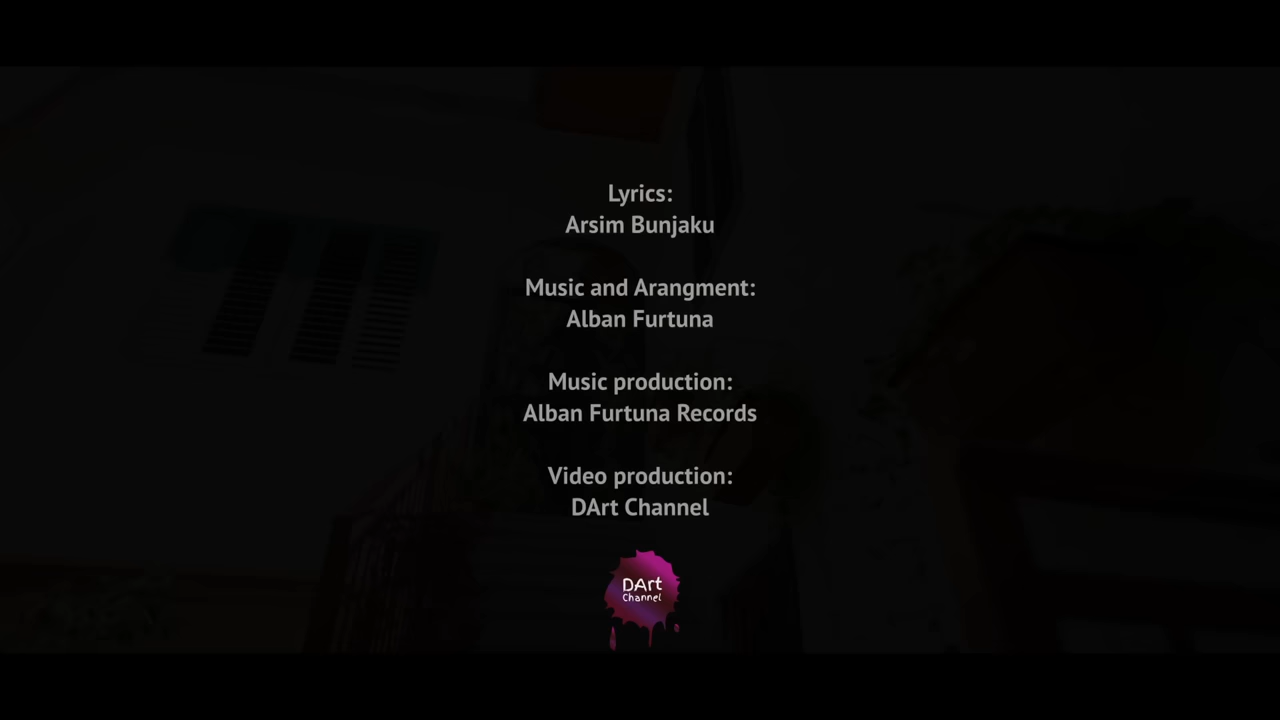 Lyrics:
Arsim Bunjaku
Music and Arangment:
Alban Furtuna
Music production:
Alban Furtuna Records
Video production:
DArt Channel
DArt
Channel